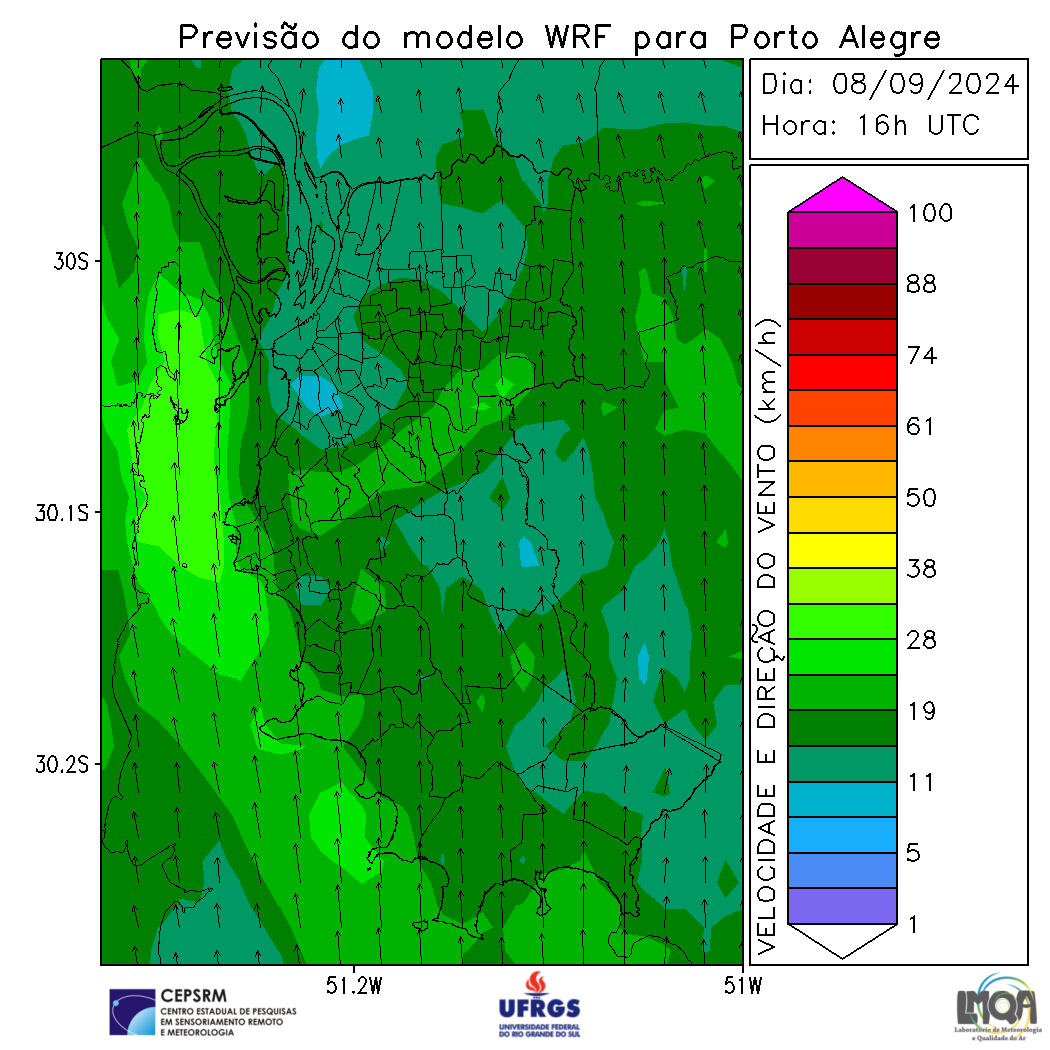 Previsão do modelo WRF para Porto Alegre
Dia: 08/09/2024
Hora: 16h UTC
30S
30.1S
30.2S
51.2W
51W
VELOCIDADE E DIREÇÃO DO VENTO (km/h)
100
88
74
61
50
38
28
19
11
5
1
CEPSRM
CENTRO ESTADUAL DE PESQUISAS
EM SENSORIAMENTO REMOTO
E METEOROLOGIA
UFRGS
UNIVERSIDADE FEDERAL
DO RIO GRANDE DO SUL
LMQA
Laboratório de Meteorologia
e Qualidade do Ar